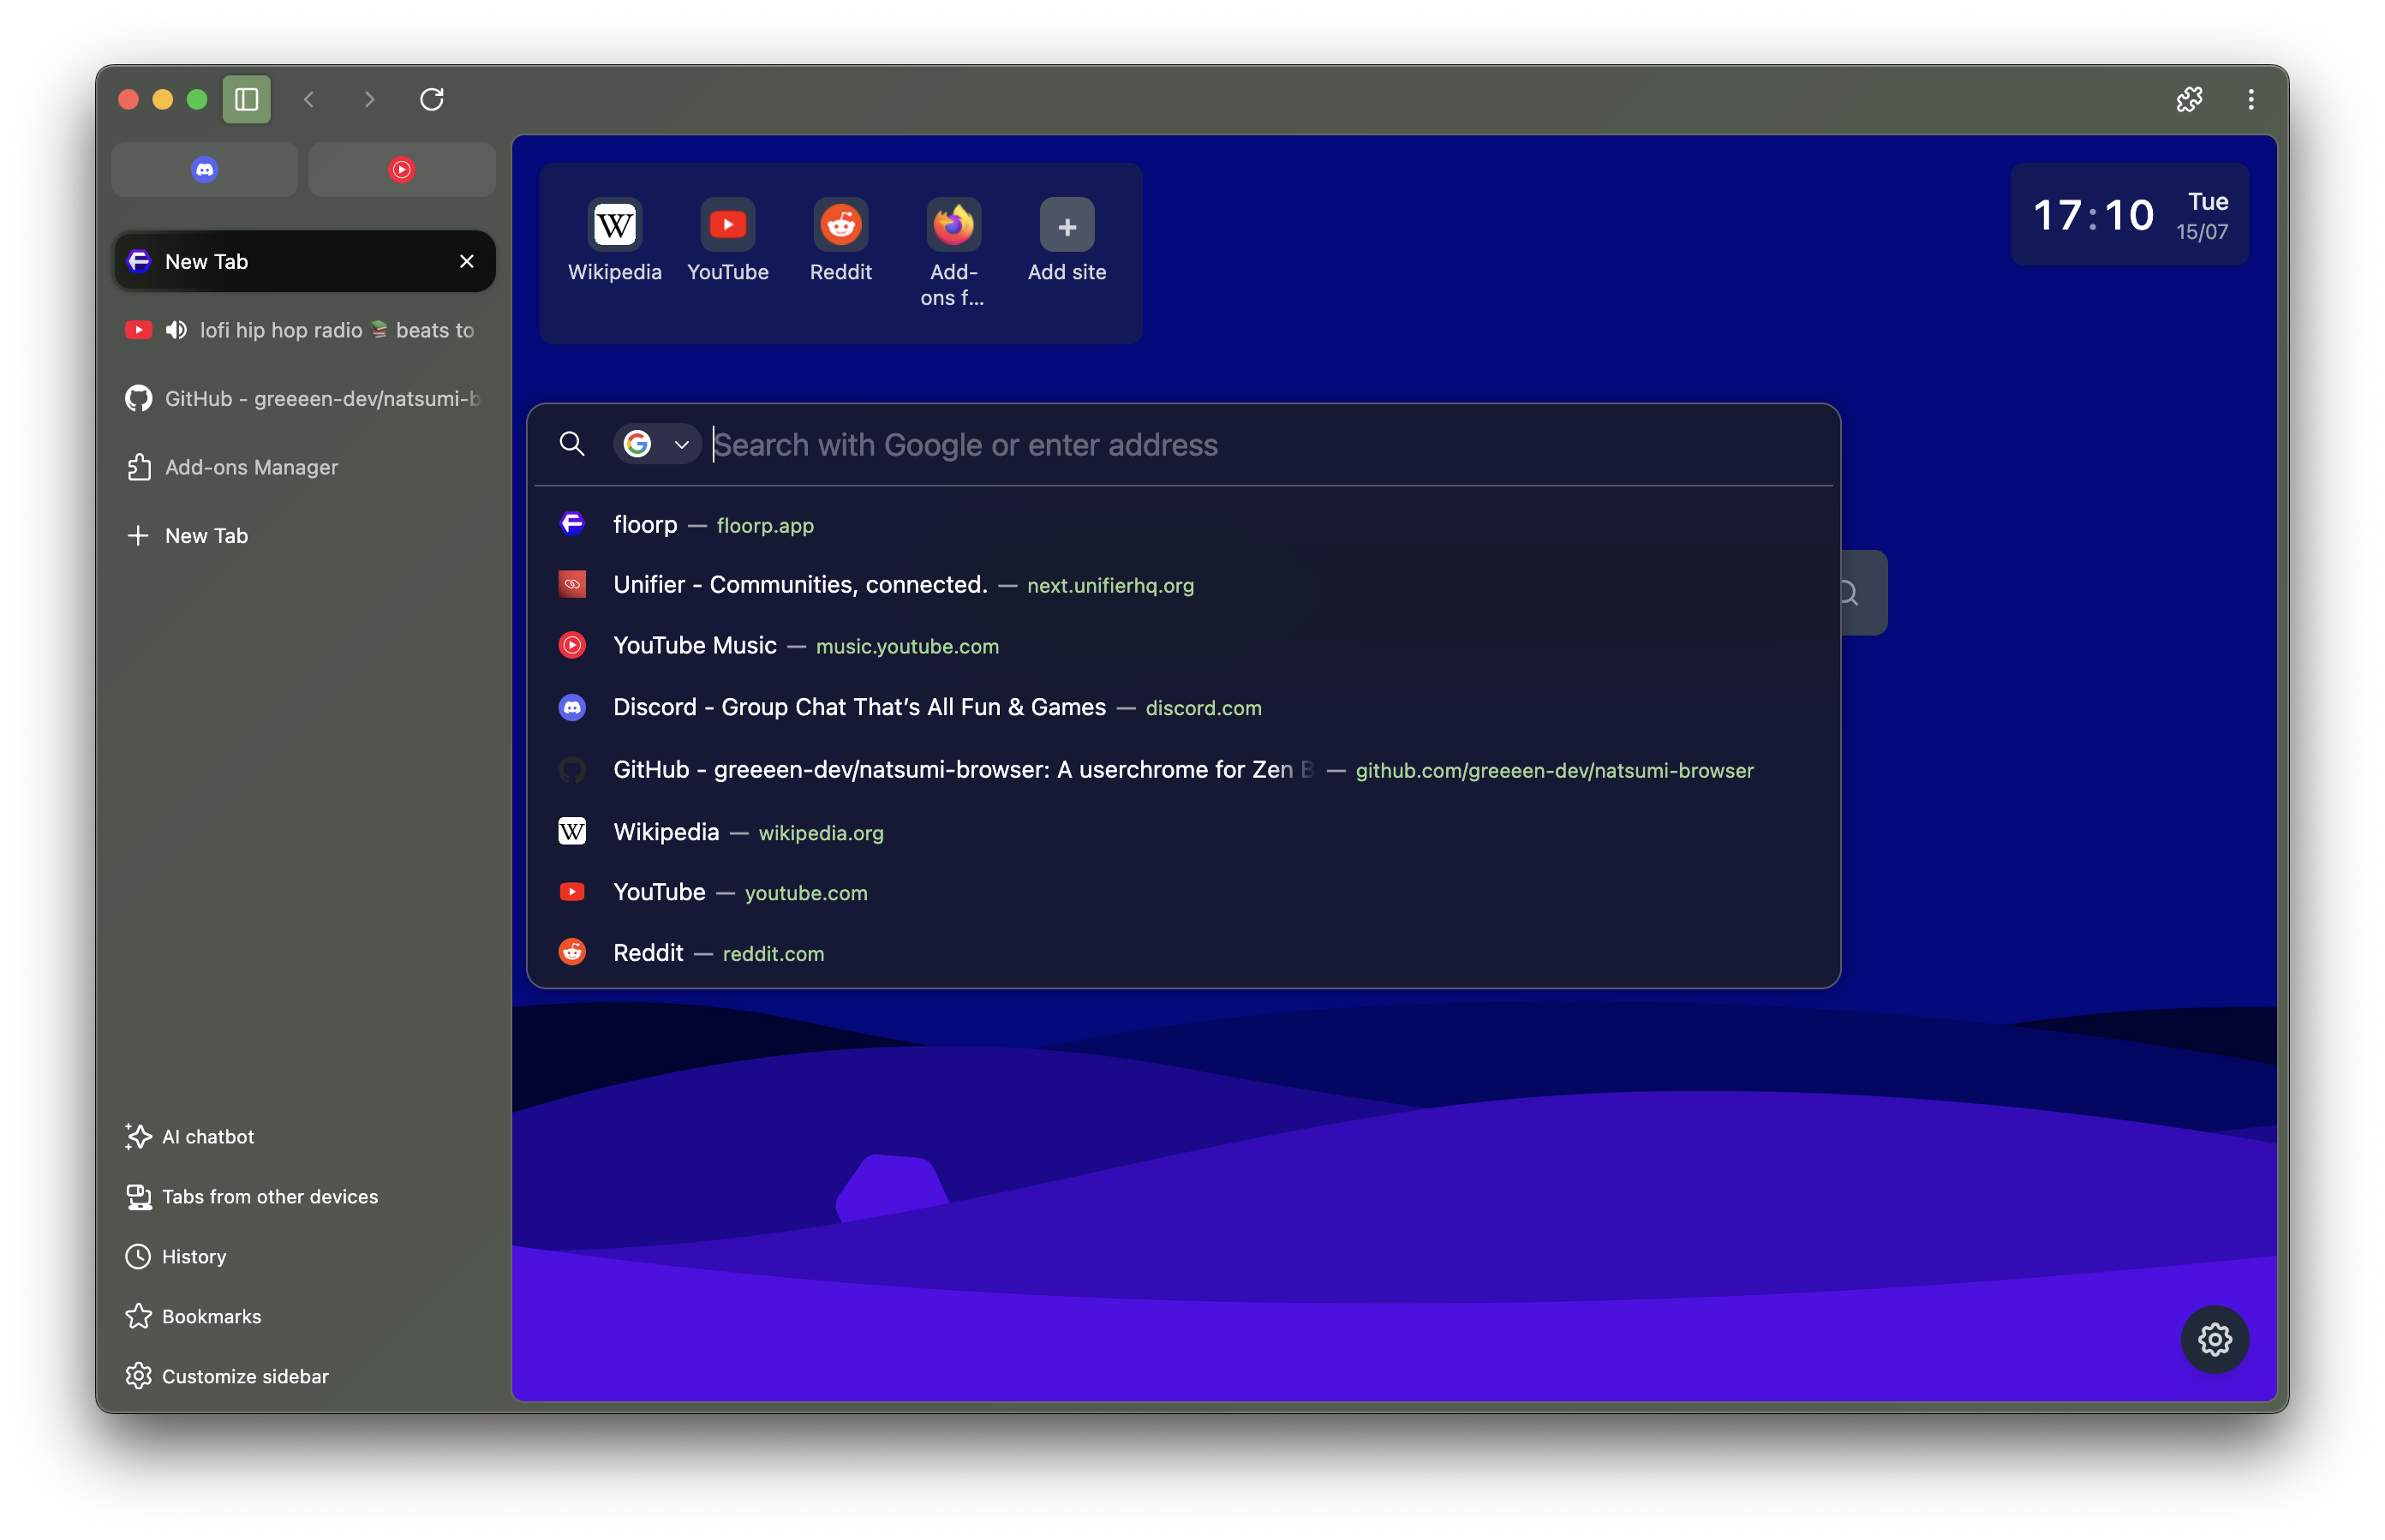 New Tab
lofi hip hop radio 📚 beats to
GitHub - greeeen-dev/natsumi-b
Add-ons Manager
New Tab
AI chatbot
Tabs from other devices
History
Bookmarks
Customize sidebar
Wikipedia
YouTube
Reddit
Add-
ons f...
Add site
17:10
Tue
15/07
Search with Google or enter address
floorp — floorp.app
Unifier - Communities, connected. — next.unifierhq.org
YouTube Music — music.youtube.com
Discord - Group Chat That’s All Fun & Games — discord.com
GitHub - greeeen-dev/natsumi-browser: A userchrome for Zen B — github.com/greeeen-dev/natsumi-browser
Wikipedia — wikipedia.org
YouTube — youtube.com
Reddit — reddit.com